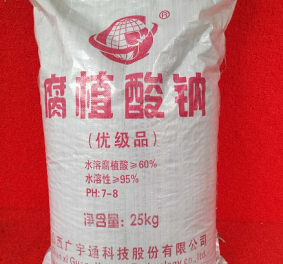 ®
腐植酸钠
(优级品)
水溶腐植酸≥60%
水溶性≥95%
PH:7-8
净含量: 25kg
西广宇通科技股份有限公司